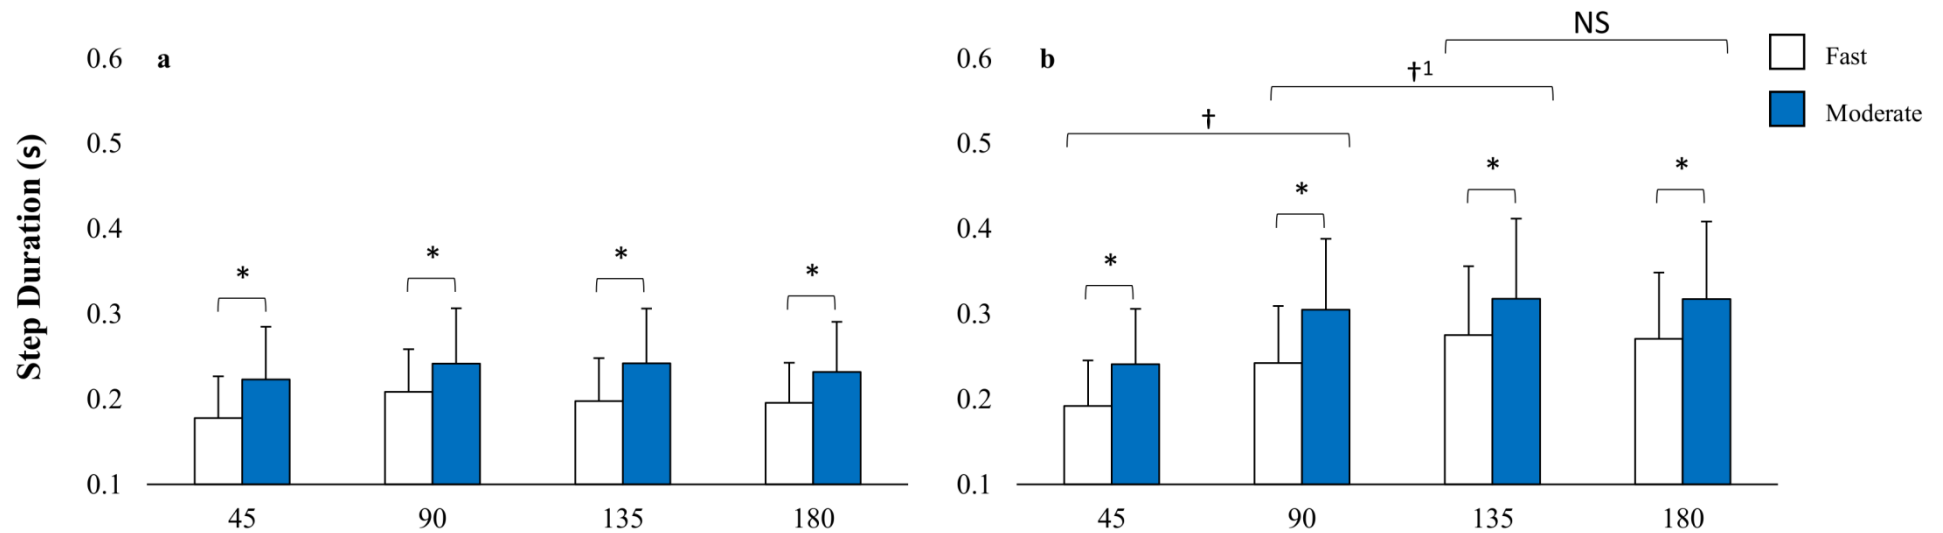 Step Duration (s)
a
0.6
0.5
0.4
0.3
0.2
0.1
* * * *
45 90 135 180
b
0.6
0.5
0.4
0.3
0.2
0.1
NS
†1
†
* * * *
45 90 135 180
Fast
Moderate